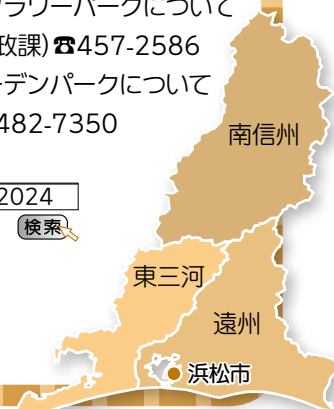 ラワーパークについて
政課)☎457-2586
ーデンパークについて
482-7350
2024
検索
南信州
東三河
遠州
浜松市